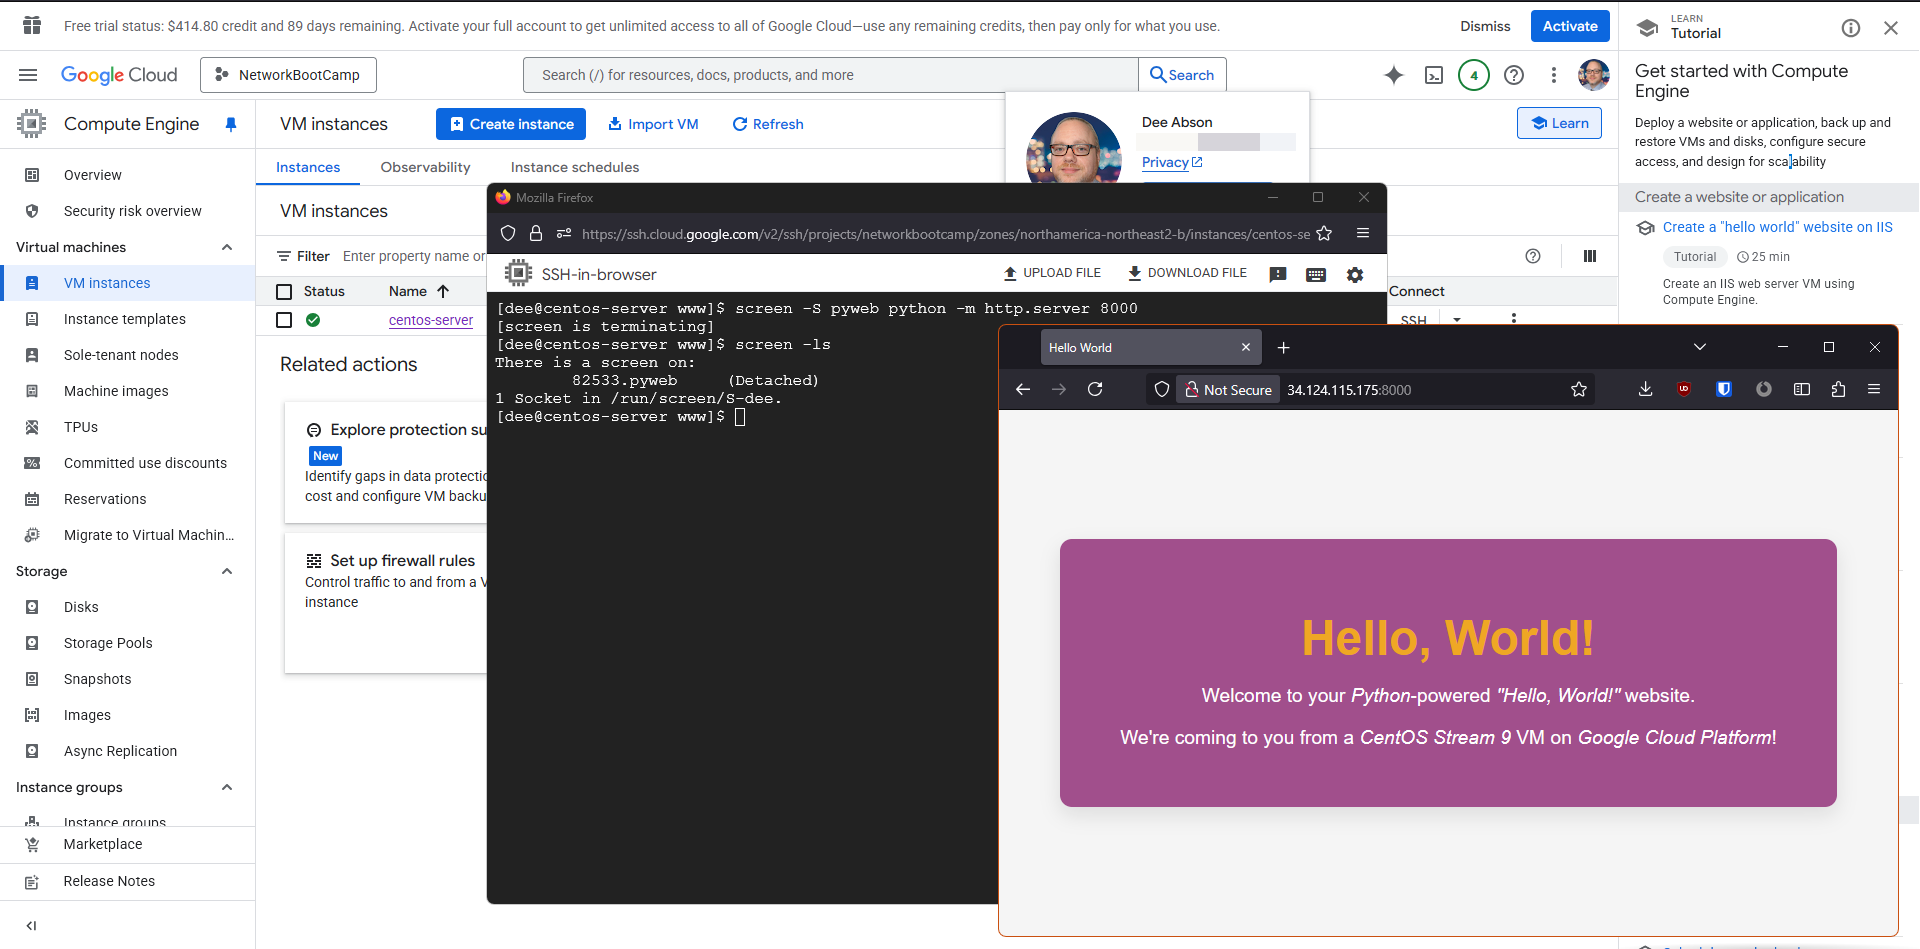 Free trial status: $414.80 credit and 89 days remaining. Activate your full account to get unlimited access to all of Google Cloud—use any remaining credits, then pay only for what you use.
Dismiss
Activate
Google Cloud
NetworkBootCamp
Search (/) for resources, docs, products, and more
Search
4
Compute Engine
Overview
Security risk overview
Virtual machines
VM instances
Instance templates
Sole-tenant nodes
Machine images
TPUs
Committed use discounts
Reservations
Migrate to Virtual Machin...
Storage
Disks
Storage Pools
Snapshots
Images
Async Replication
Instance groups
Instance groups
Marketplace
Release Notes
VM instances
Create instance
Import VM
Refresh
Learn
Instances
Observability
Instance schedules
VM instances
Filter
Enter property name or
Status
Name
Connect
centos-server
SSH
Related actions
Explore protection su
New
Identify gaps in data protectio
cost and configure VM backu
Set up firewall rules
Control traffic to and from a V
instance
Dee Abson
Privacy
Mozilla Firefox
https://ssh.cloud.google.com/v2/ssh/projects/networkbootcamp/zones/northamerica-northeast2-b/instances/centos-se
SSH-in-browser
UPLOAD FILE
DOWNLOAD FILE
[dee@centos-server www]$ screen -S pyweb python -m http.server 8000
[screen is terminating]
[dee@centos-server www]$ screen -ls
There is a screen on:
82533.pyweb (Detached)
1 Socket in /run/screen/S-dee.
[dee@centos-server www]$
Hello World
Not Secure
34.124.115.175:8000
Hello, World!
Welcome to your Python-powered "Hello, World!" website.
We're coming to you from a CentOS Stream 9 VM on Google Cloud Platform!
LEARN
Tutorial
Get started with Compute
Engine
Deploy a website or application, back up and
restore VMs and disks, configure secure
access, and design for scalability
Create a website or application
Create a "hello world" website on IIS
Tutorial
25 min
Create an IIS web server VM using
Compute Engine.